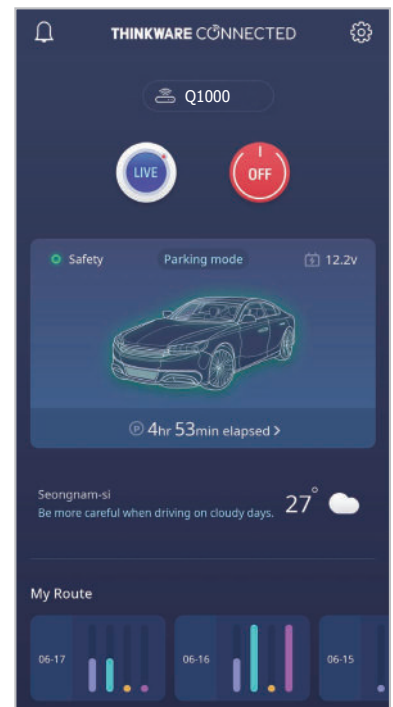 THINKWARE CONNECTED
Q1000
LIVE
OFF
Safety
Parking mode
12.2v
P 4hr 53min elapsed >
Seongnam-si
Be more careful when driving on cloudy days.
27°
My Route
06-17
06-16
06-15